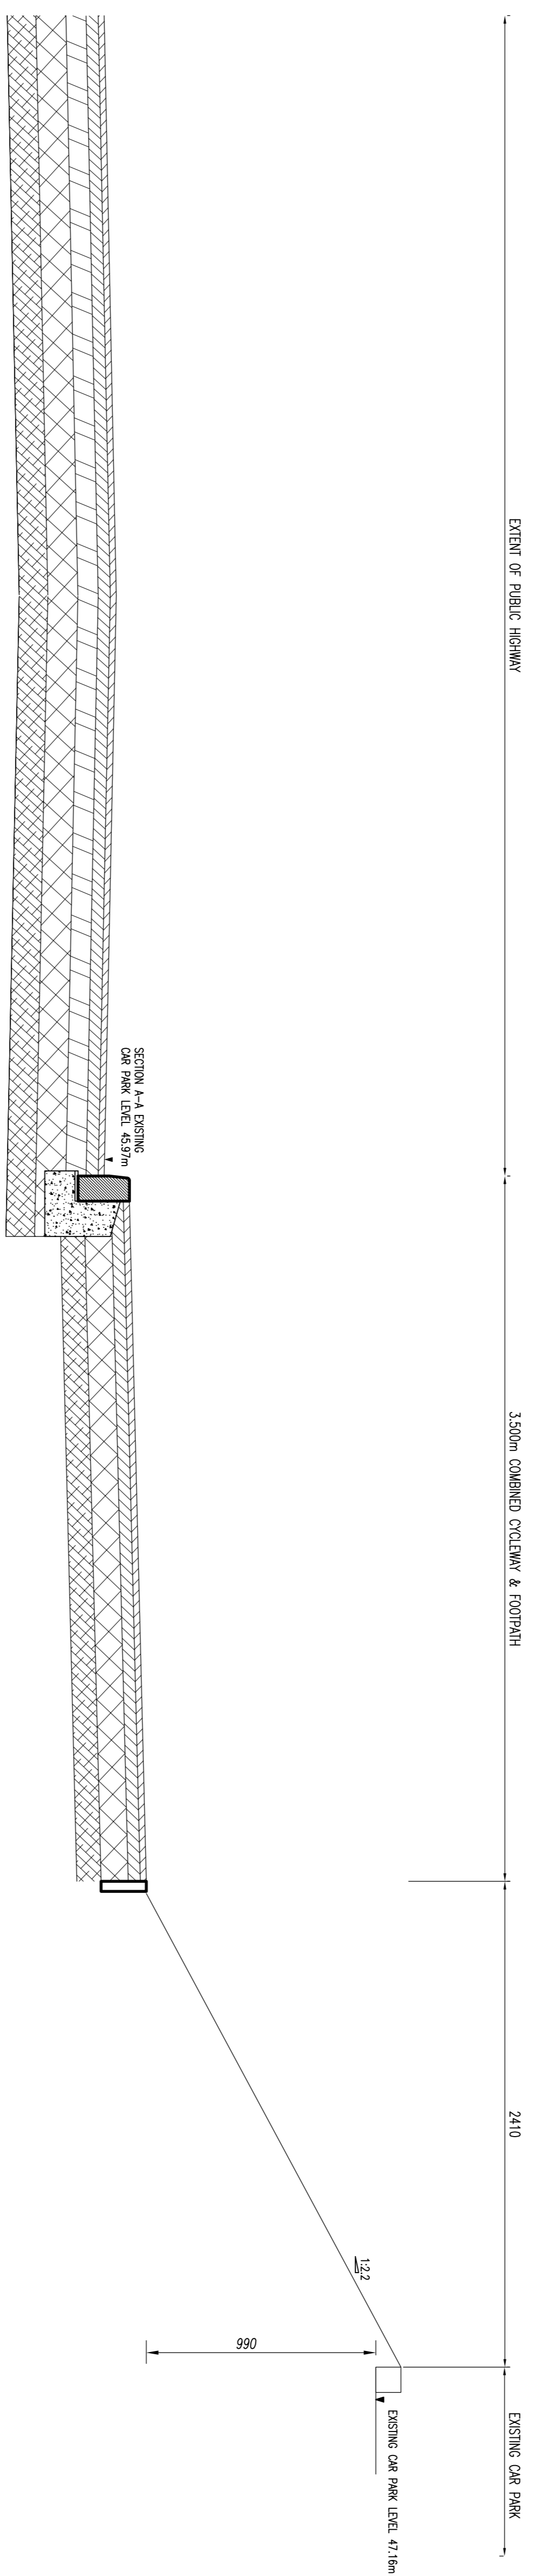 EXTENT OF PUBLIC HIGHWAY
3.500m COMBINED CYCLEWAY & FOOTPATH
2410
EXISTING CAR PARK
SECTION A-A EXISTING
CAR PARK LEVEL 45.97m
1:2.2
990
EXISTING CAR PARK LEVEL 47.16m